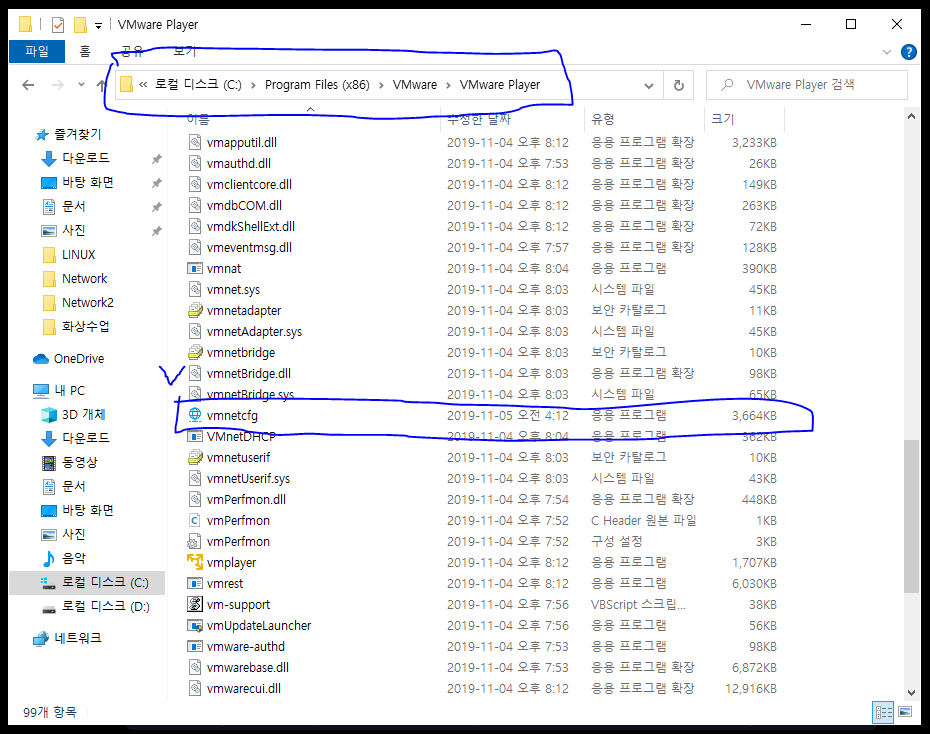 VMware Player
파일 홈 공유 보기
« 로컬 디스크 (C:) › Program Files (x86) › VMware › VMware Player
VMware Player 검색
이름 수정한 날짜 유형 크기
즐겨찾기
다운로드
바탕 화면
문서
사진
LINUX
Network
Network2
화상수업
OneDrive
내 PC
3D 개체
다운로드
동영상
문서
바탕 화면
사진
음악
로컬 디스크 (C:)
로컬 디스크 (D:)
네트워크
vmapputil.dll 2019-11-04 오후 8:12 응용 프로그램 확장 3,233KB
vmauthd.dll 2019-11-04 오후 7:53 응용 프로그램 확장 26KB
vmclientcore.dll 2019-11-04 오후 8:12 응용 프로그램 확장 149KB
vmdbCOM.dll 2019-11-04 오후 8:12 응용 프로그램 확장 263KB
vmdkShellExt.dll 2019-11-04 오후 8:12 응용 프로그램 확장 72KB
vmeventmsg.dll 2019-11-04 오후 7:57 응용 프로그램 확장 128KB
vmnat 2019-11-04 오후 8:04 응용 프로그램 390KB
vmnet.sys 2019-11-04 오후 8:03 시스템 파일 45KB
vmnetadapter 2019-11-04 오후 8:03 보안 카탈로그 11KB
vmnetAdapter.sys 2019-11-04 오후 8:03 시스템 파일 45KB
vmnetbridge 2019-11-04 오후 8:03 보안 카탈로그 10KB
vmnetBridge.dll 2019-11-04 오후 8:03 응용 프로그램 확장 98KB
vmnetBridge.sys 2019-11-04 오후 8:03 시스템 파일 65KB
vmnetcfg 2019-11-05 오전 4:12 응용 프로그램 3,664KB
VMnetDHCP 2019-11-04 오후 8:04 응용 프로그램 362KB
vmnetuserif 2019-11-04 오후 8:03 보안 카탈로그 10KB
vmnetUserif.sys 2019-11-04 오후 8:03 시스템 파일 43KB
vmPerfmon.dll 2019-11-04 오후 7:54 응용 프로그램 확장 448KB
vmPerfmon 2019-11-04 오후 7:52 C Header 원본 파일 1KB
vmPerfmon 2019-11-04 오후 7:52 구성 설정 3KB
vmplayer 2019-11-04 오후 8:12 응용 프로그램 1,707KB
vmrest 2019-11-04 오후 8:12 응용 프로그램 6,030KB
vm-support 2019-11-04 오후 7:56 VBScript 스크립... 38KB
vmUpdateLauncher 2019-11-04 오후 7:56 응용 프로그램 56KB
vmware-authd 2019-11-04 오후 7:53 응용 프로그램 98KB
vmwarebase.dll 2019-11-04 오후 7:53 응용 프로그램 확장 6,872KB
vmwarecui.dll 2019-11-04 오후 8:12 응용 프로그램 확장 12,916KB
99개 항목